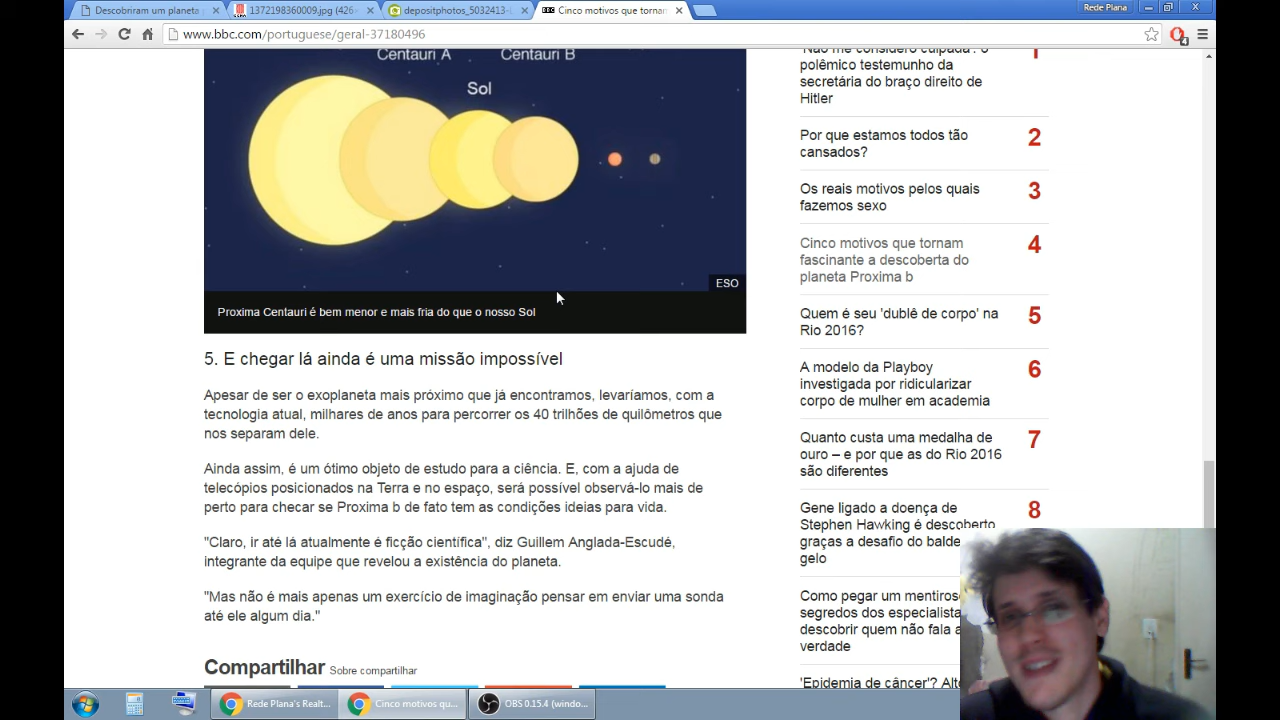 Descobriram um planeta
1372198360009.jpg (426×
depositphotos_5032413-
Cinco motivos que tornam
Rede Plana
www.bbc.com/portuguese/geral-37180496
4
Centauri A
Centauri B
Sol
ESO
Proxima Centauri é bem menor e mais fria do que o nosso Sol
5. E chegar lá ainda é uma missão impossível
Apesar de ser o exoplaneta mais próximo que já encontramos, levaríamos, com a
tecnologia atual, milhares de anos para percorrer os 40 trilhões de quilômetros que
nos separam dele.
Ainda assim, é um ótimo objeto de estudo para a ciência. E, com a ajuda de
telecópios posicionados na Terra e no espaço, será possível observá-lo mais de
perto para checar se Proxima b de fato tem as condições ideias para vida.
"Claro, ir até lá atualmente é ficção científica", diz Guillem Anglada-Escudé,
integrante da equipe que revelou a existência do planeta.
"Mas não é mais apenas um exercício de imaginação pensar em enviar uma sonda
até ele algum dia."
Compartilhar Sobre compartilhar
'Não me considero culpada': o
polêmico testemunho da
secretária do braço direito de
Hitler
1
Por que estamos todos tão
cansados?
2
Os reais motivos pelos quais
fazemos sexo
3
Cinco motivos que tornam
fascinante a descoberta do
planeta Proxima b
4
Quem é seu 'dublê de corpo' na
Rio 2016?
5
A modelo da Playboy
investigada por ridicularizar
corpo de mulher em academia
6
Quanto custa uma medalha de
ouro – e por que as do Rio 2016
são diferentes
7
Gene ligado a doença de
Stephen Hawking é descoberto
graças a desafio do balde
gelo
8
Como pegar um mentiros
segredos dos especialista
descobrir quem não fala a
verdade
'Epidemia de câncer'? Alt
Rede Plana's Realt...
Cinco motivos qu...
OBS 0.15.4 (windo...